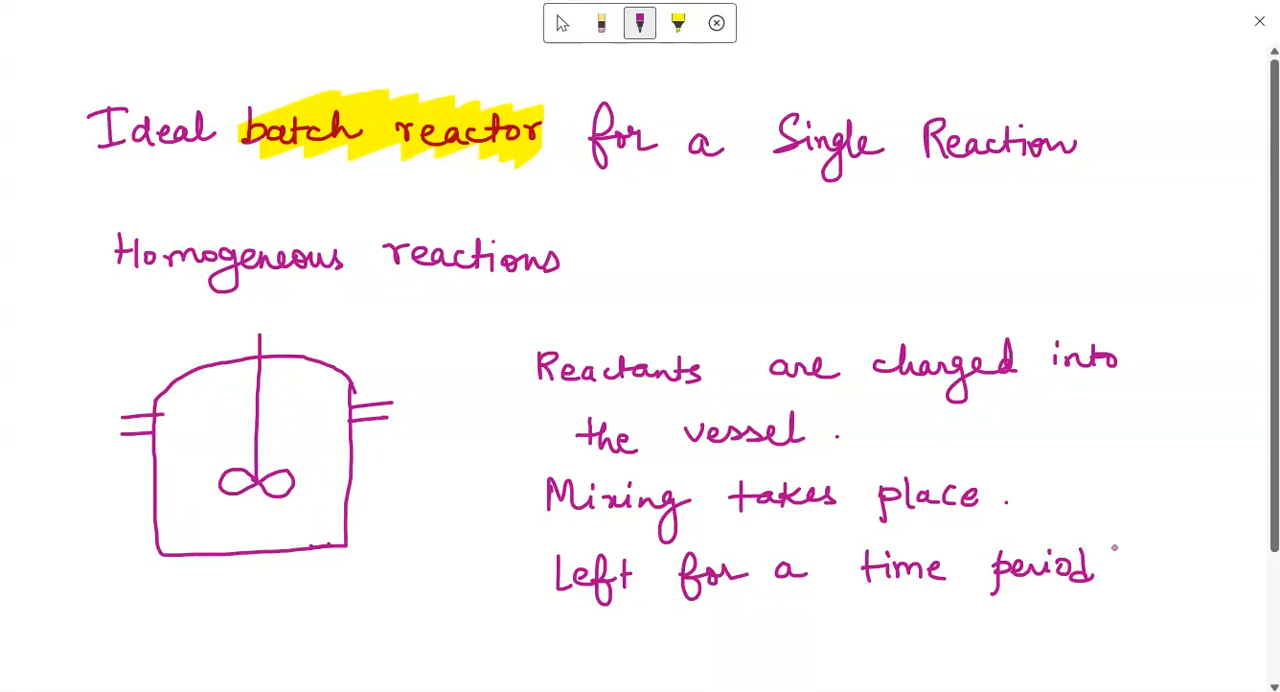 Ideal batch reactor for a Single Reaction
Homogeneous reactions
Reactants are charged into
the vessel.
Mixing takes place.
Left for a time period